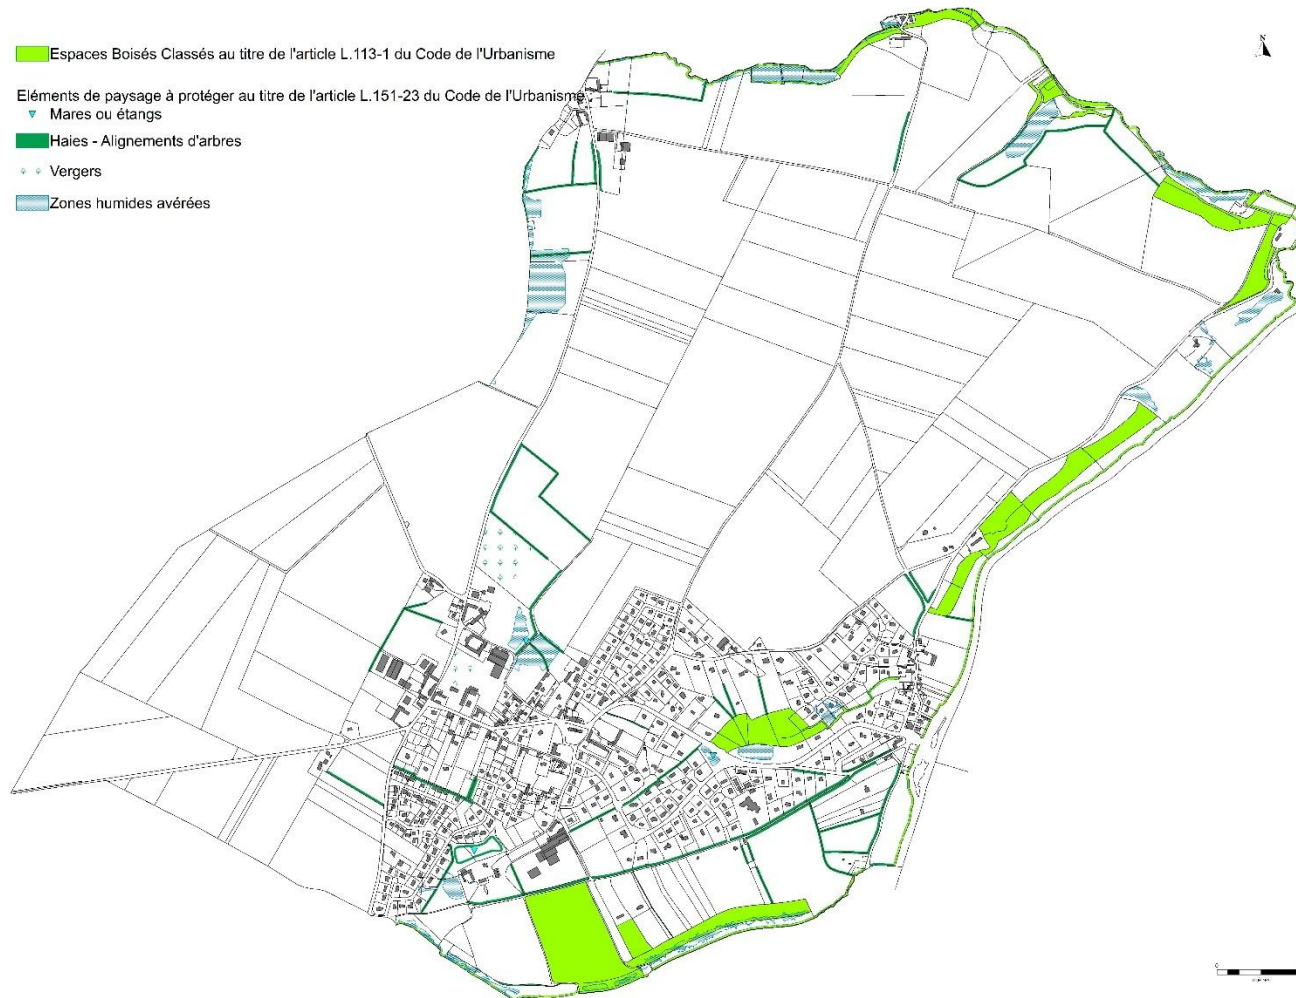 Espaces Boisés Classés au titre de l'article L.113-1 du Code de l'Urbanisme
Eléments de paysage à protéger au titre de l'article L.151-23 du Code de l'Urbanisme
Mares ou étangs
Haies - Alignements d'arbres
Vergers
Zones humides avérées
N
0